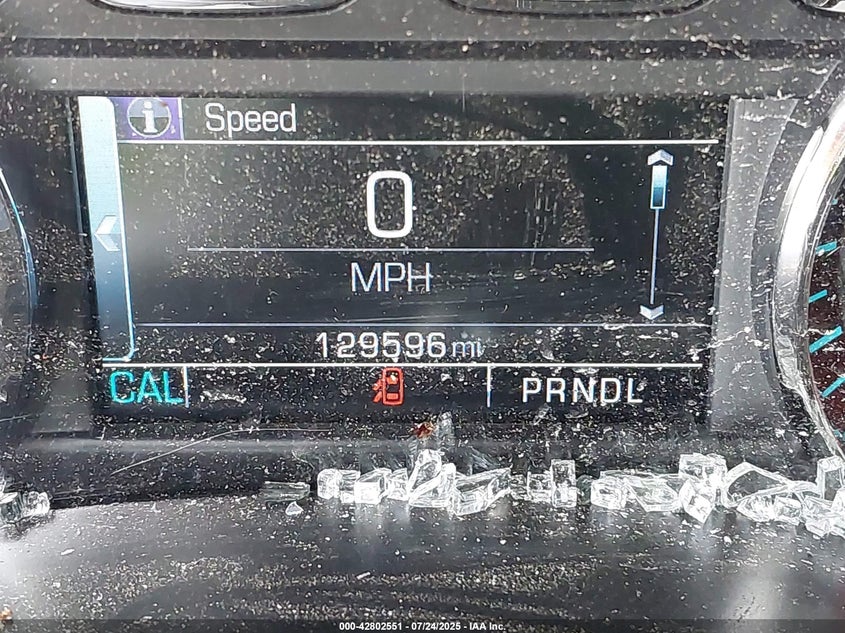 i Speed
0
MPH
129596 mi
CAL PRNDL
000-42802551 - 07/24/2025 - IAA Inc.